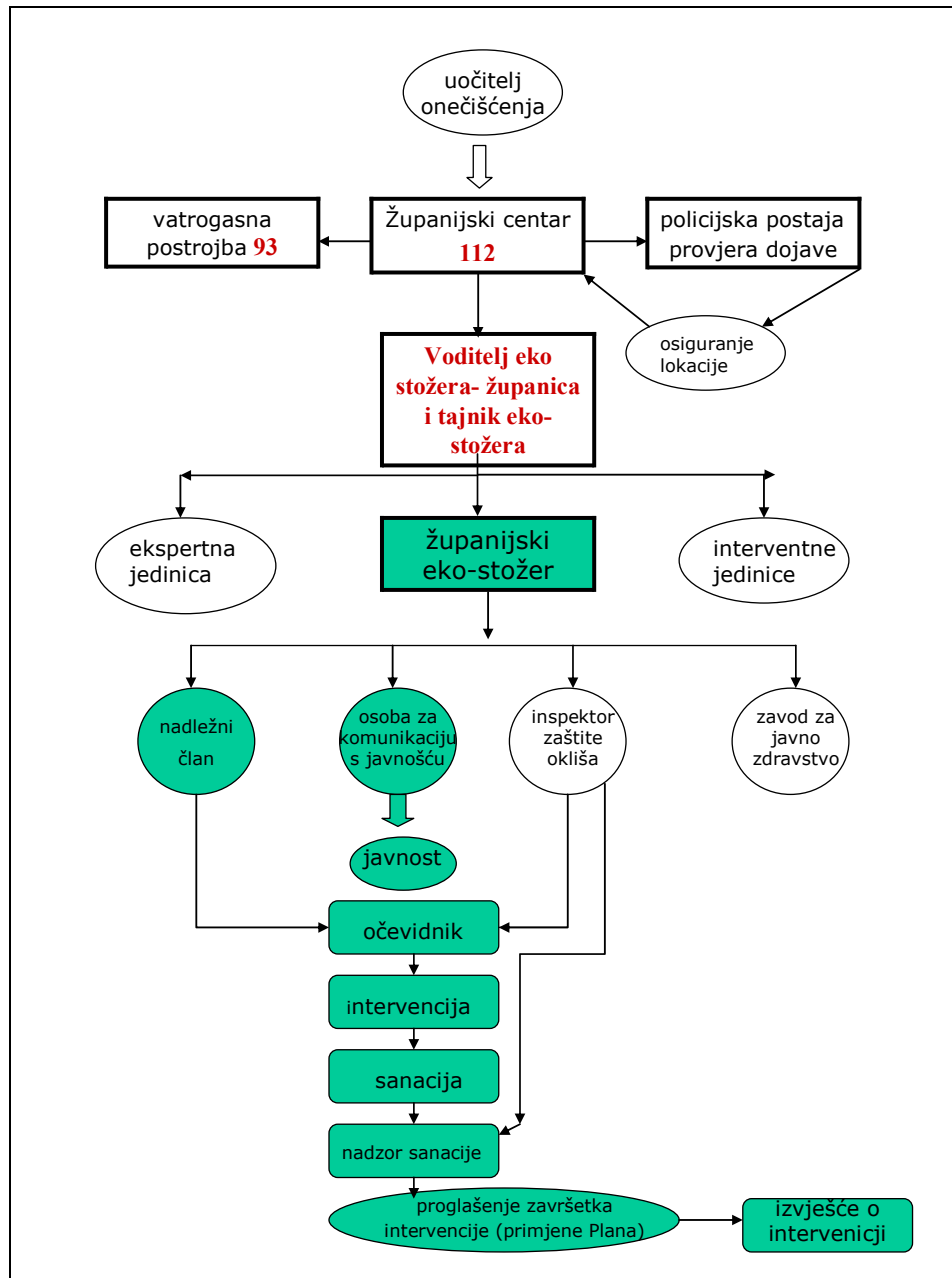 uočitelj
onečišćenja
vatrogasna
postrojba 93
Županijski centar
112
policijska postaja
provjera dojave
osiguranje
lokacije
Voditelj eko
stožera- županica
i tajnik eko-
stožera
ekspertna
jedinica
županijski
eko-stožer
interventne
jedinice
nadležni
član
osoba za
komunikaciju
s javnošću
inspektor
zaštite
okliša
zavod za
javno
zdravstvo
javnost
očevidnik
intervencija
sanacija
nadzor sanacije
proglašenje završetka
intervencije (primjene Plana)
izvješće o
intervenicji